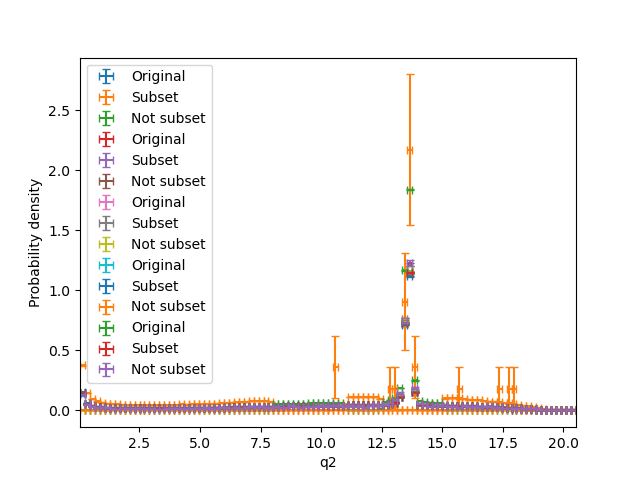 Original
Subset
Not subset
Original
Subset
Not subset
Original
Subset
Not subset
Original
Subset
Not subset
Original
Subset
Not subset
Probability density
2.5
2.0
1.5
1.0
0.5
0.0
2.5 5.0 7.5 10.0 12.5 15.0 17.5 20.0
q2